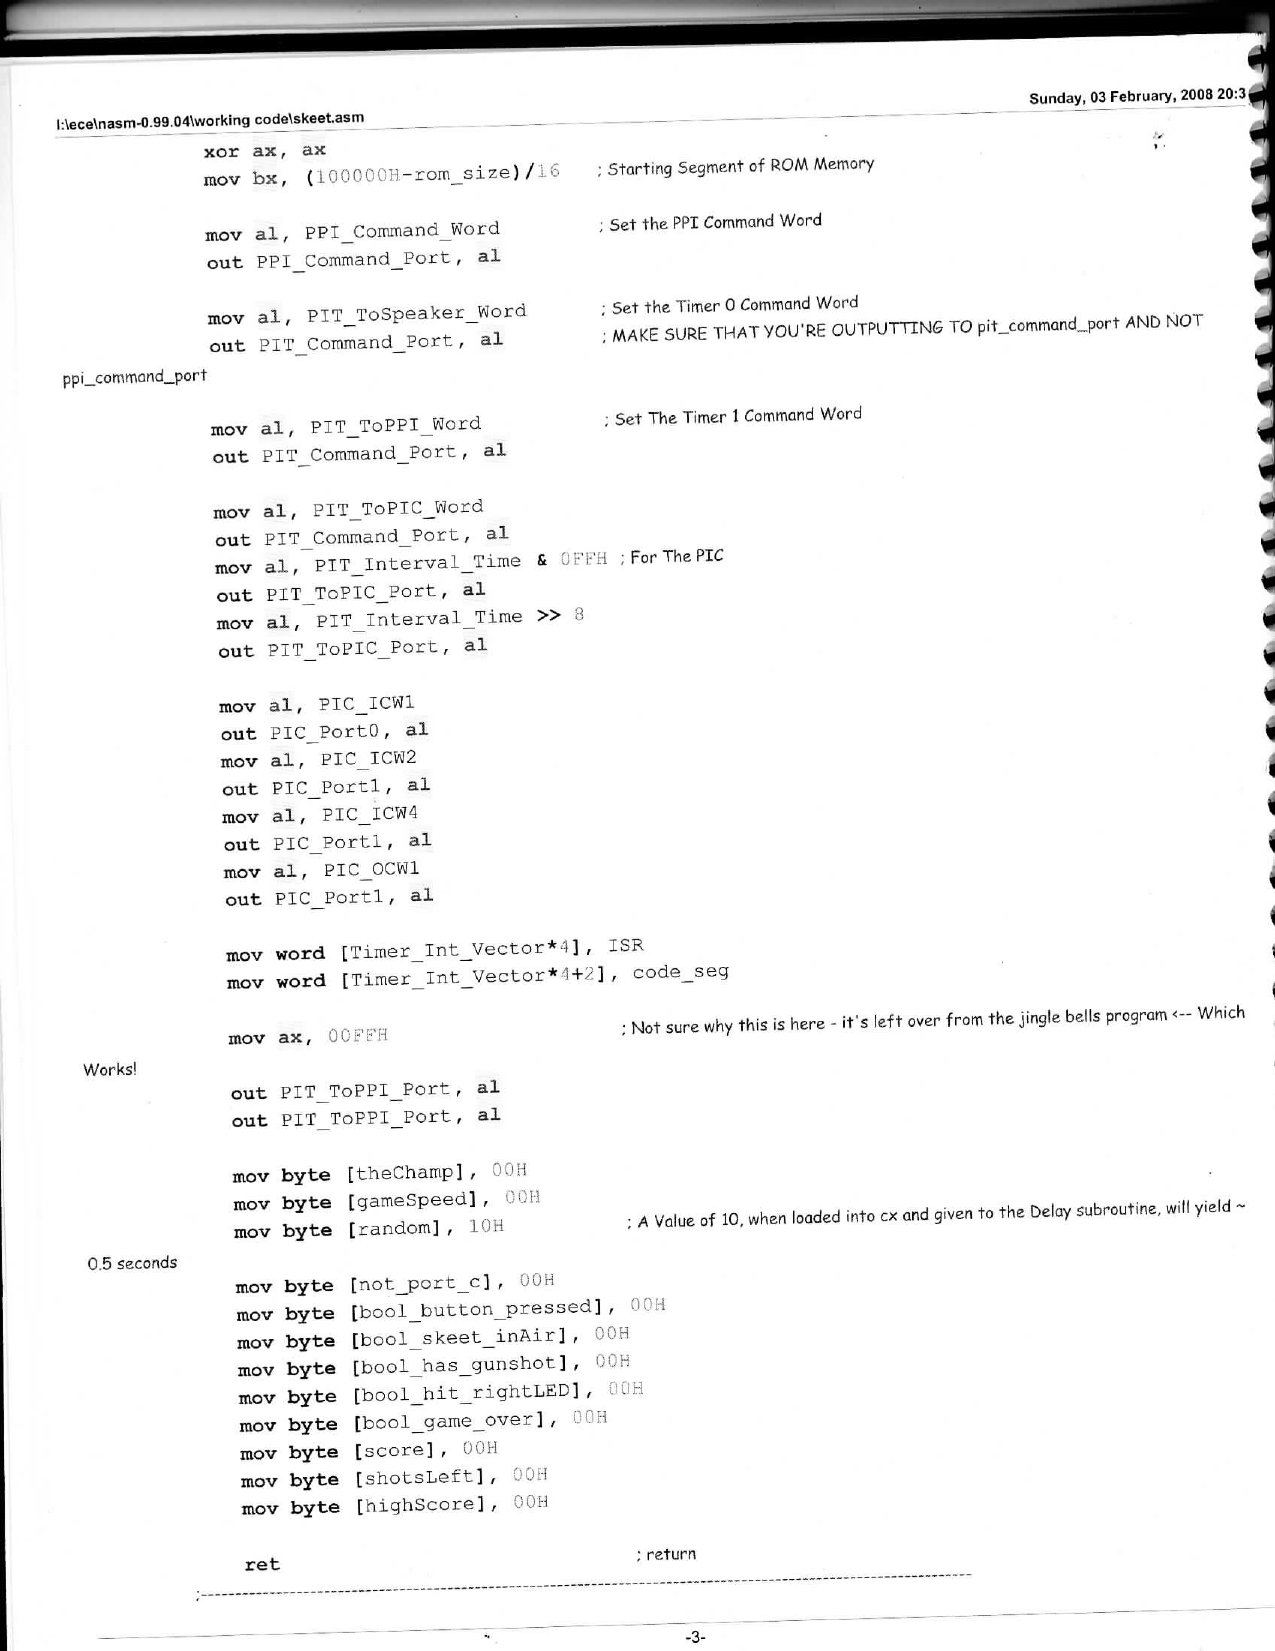 I:\ece\nasm-0.99.04\working code\skeet.asm
Sunday, 03 February, 2008 20:3
xor ax, ax
mov bx, (100000H-rom_size)/16 ; Starting Segment of ROM Memory
mov al, PPI_Command_Word ; Set the PPI Command Word
out PPI_Command_Port, al
mov al, PIT_ToSpeaker_Word ; Set the Timer 0 Command Word
out PIT_Command_Port, al ; MAKE SURE THAT YOU'RE OUTPUTTING TO pit_command_port AND NOT
ppi_command_port
mov al, PIT_ToPPI_Word ; Set The Timer 1 Command Word
out PIT_Command_Port, al
mov al, PIT_ToPIC_Word
out PIT_Command_Port, al
mov al, PIT_Interval_Time & 0FFH ; For The PIC
out PIT_ToPIC_Port, al
mov al, PIT_Interval_Time >> 8
out PIT_ToPIC_Port, al
mov al, PIC_ICW1
out PIC_Port0, al
mov al, PIC_ICW2
out PIC_Port1, al
mov al, PIC_ICW4
out PIC_Port1, al
mov al, PIC_OCW1
out PIC_Port1, al
mov word [Timer_Int_Vector*4], ISR
mov word [Timer_Int_Vector*4+2], code_seg
mov ax, 00FFH ; Not sure why this is here - it's left over from the jingle bells program <-- Which
Works!
out PIT_ToPPI_Port, al
out PIT_ToPPI_Port, al
mov byte [theChamp], 00H
mov byte [gameSpeed], 00H
mov byte [random], 10H ; A Value of 10, when loaded into cx and given to the Delay subroutine, will yield ~
0.5 seconds
mov byte [not_port_c], 00H
mov byte [bool_button_pressed], 00H
mov byte [bool_skeet_inAir], 00H
mov byte [bool_has_gunshot], 00H
mov byte [bool_hit_rightLED], 00H
mov byte [bool_game_over], 00H
mov byte [score], 00H
mov byte [shotsLeft], 00H
mov byte [highScore], 00H
ret ; return
;--------------------------------------------------------------------------------
-3-